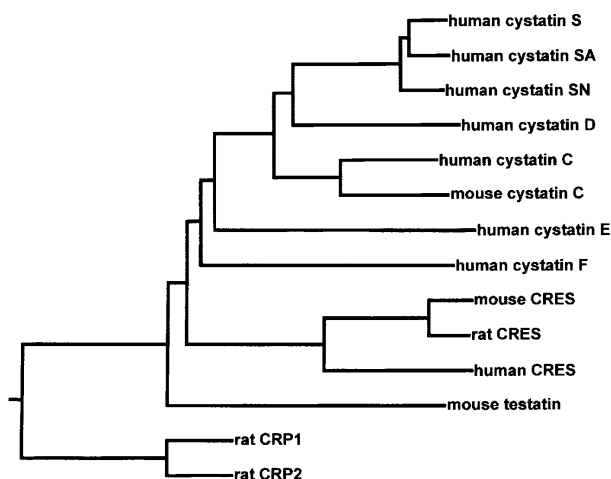 human cystatin S
human cystatin SA
human cystatin SN
human cystatin D
human cystatin C
mouse cystatin C
human cystatin E
human cystatin F
mouse CRES
rat CRES
human CRES
mouse testatin
rat CRP1
rat CRP2